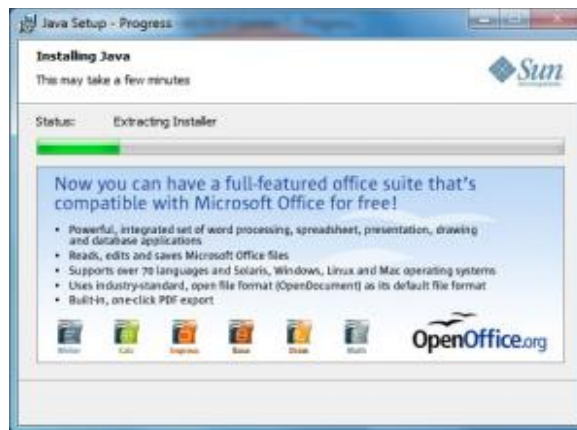 Java Setup - Progress
Installing Java
This may take a few minutes
Sun
Status: Extracting Installer
Now you can have a full-featured office suite that's
compatible with Microsoft Office for free!
• Powerful, integrated set of word processing, spreadsheet, presentation, drawing
and database applications
• Reads, edits and saves Microsoft Office files
• Supports over 70 languages and Solaris, Windows, Linux and Mac operating systems
• Uses industry-standard, open file format (OpenDocument) as its default file format
• Built-in, one-click PDF export
Writer Calc Impress Base Draw Math
OpenOffice.org